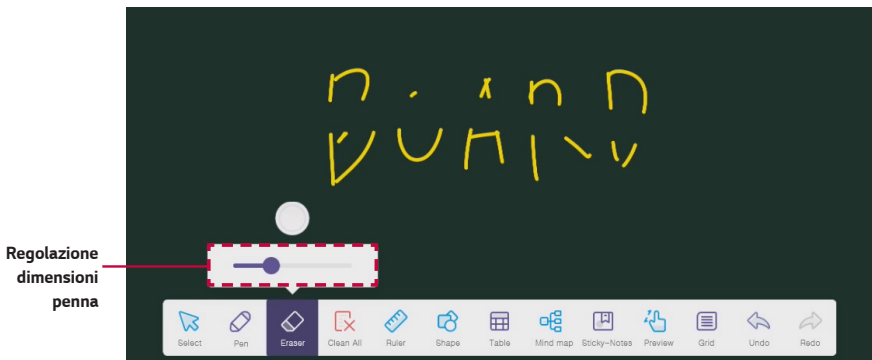 Regolazione
dimensioni
penna
Select Pen Eraser Clean All Ruler Shape Table Mind map Sticky-Notes Preview Grid Undo Redo